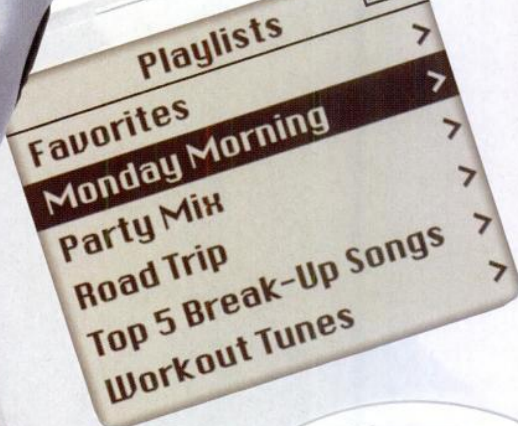 Playlists
Favorites
Monday Morning
Party Mix
Road Trip
Top 5 Break-Up Songs
Workout Tunes